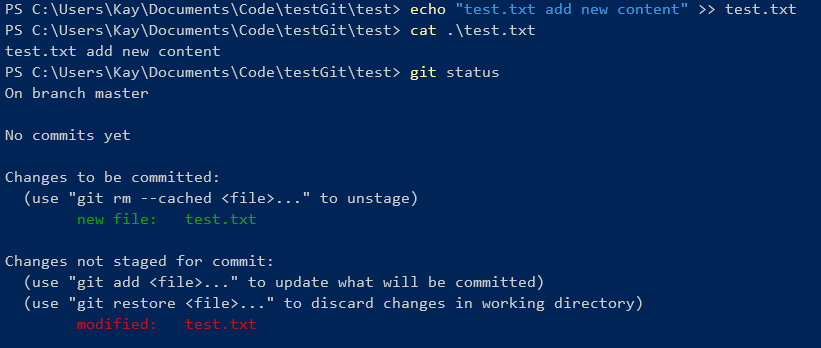 PS C:\Users\Kay\Documents\Code\testGit\test> echo "test.txt add new content" >> test.txt
PS C:\Users\Kay\Documents\Code\testGit\test> cat .\test.txt
test.txt add new content
PS C:\Users\Kay\Documents\Code\testGit\test> git status
On branch master
No commits yet
Changes to be committed:
(use "git rm --cached <file>..." to unstage)
new file: test.txt
Changes not staged for commit:
(use "git add <file>..." to update what will be committed)
(use "git restore <file>..." to discard changes in working directory)
modified: test.txt